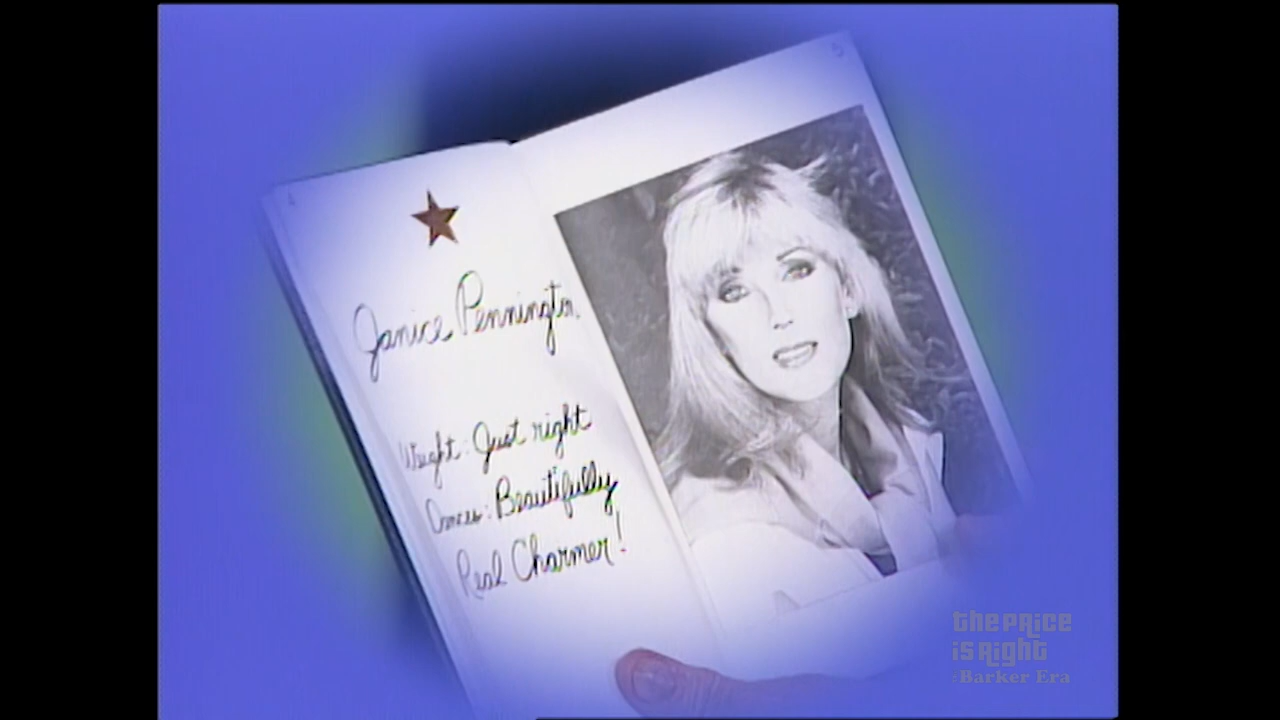 Janice Pennington
Weight: Just right
Dances: Beautifully
Real Charmer!
the PRice
is Right
:Barker Era